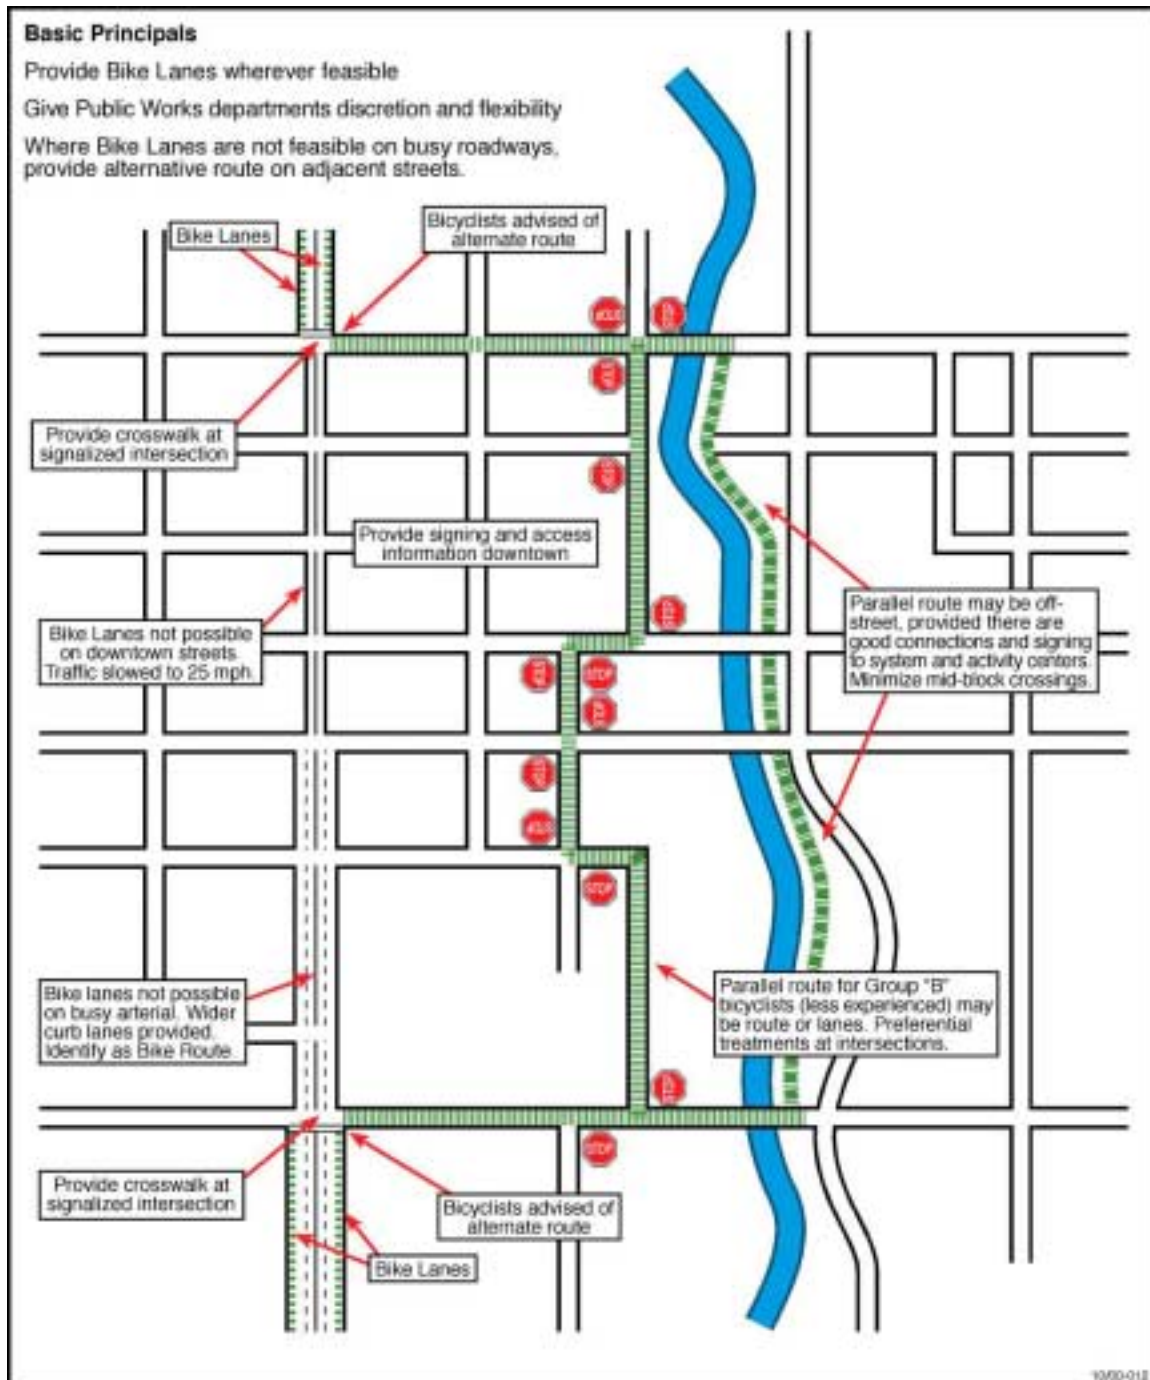 Basic Principals
Provide Bike Lanes wherever feasible
Give Public Works departments discretion and flexibility
Where Bike Lanes are not feasible on busy roadways,
provide alternative route on adjacent streets.
Bike Lanes
Bicyclists advised of
alternate route
STOP
STOP
STOP
Provide crosswalk at
signalized intersection
STOP
Provide signing and access
information downtown
Parallel route may be off-
street, provided there are
good connections and signing
to system and activity centers.
Minimize mid-block crossings.
STOP
Bike Lanes not possible
on downtown streets.
Traffic slowed to 25 mph.
STOP
STOP
STOP
STOP
STOP
STOP
Bike lanes not possible
on busy arterial. Wider
curb lanes provided.
Identify as Bike Route
Parallel route for Group "B"
bicyclists (less experienced) may
be route or lanes. Preferential
treatments at intersections.
STOP
STOP
Provide crosswalk at
signalized intersection
Bicyclists advised of
alternate route
Bike Lanes
10/00-012